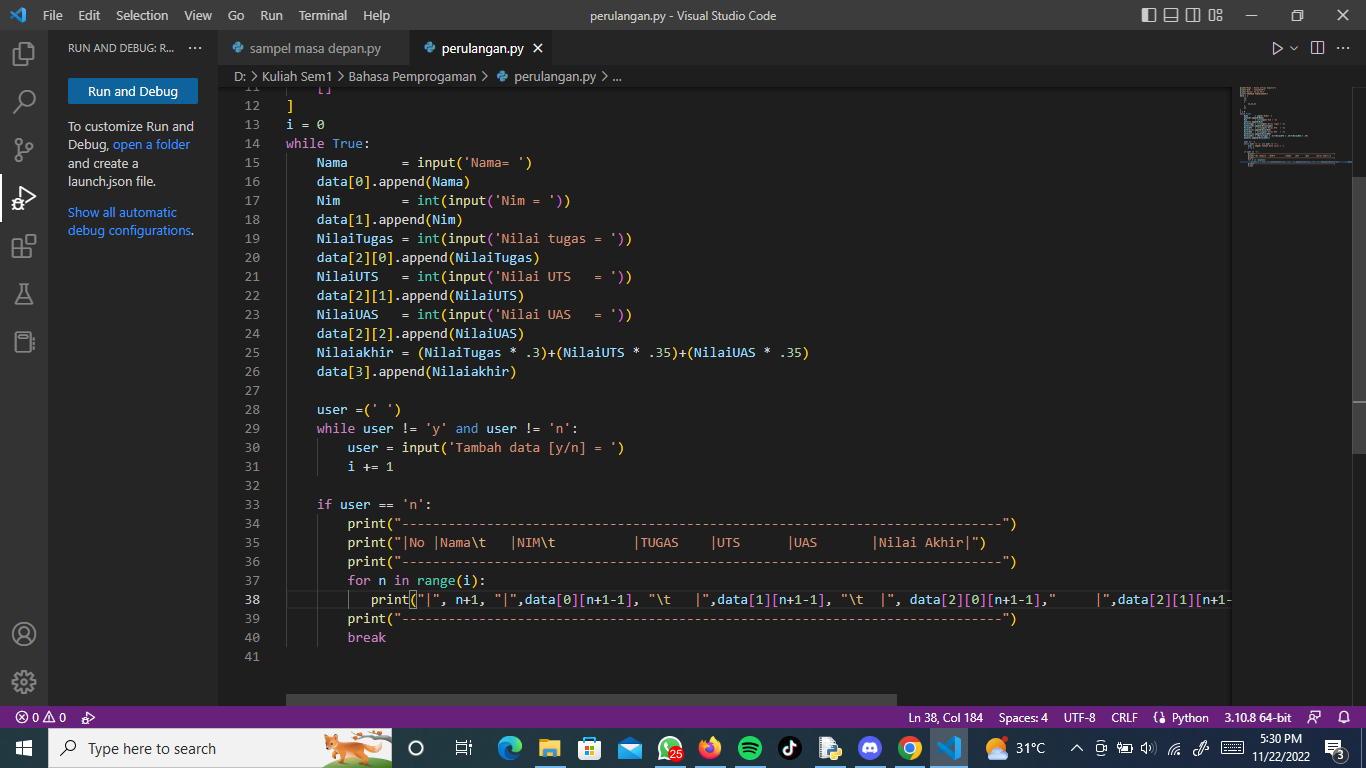 File Edit Selection View Go Run Terminal Help perulangan.py - Visual Studio Code
RUN AND DEBUG: R... ...
sampel masa depan.py perulangan.py
D: > Kuliah Sem1 > Bahasa Pemprogaman > perulangan.py > ...
Run and Debug
To customize Run and
Debug, open a folder
and create a
launch.json file.
Show all automatic
debug configurations.
11 []
12 ]
13 i = 0
14 while True:
15 Nama       = input('Nama= ')
16 data[0].append(Nama)
17 Nim        = int(input('Nim = '))
18 data[1].append(Nim)
19 NilaiTugas = int(input('Nilai tugas = '))
20 data[2][0].append(NilaiTugas)
21 NilaiUTS   = int(input('Nilai UTS   = '))
22 data[2][1].append(NilaiUTS)
23 NilaiUAS   = int(input('Nilai UAS   = '))
24 data[2][2].append(NilaiUAS)
25 Nilaiakhir = (NilaiTugas * .3)+(NilaiUTS * .35)+(NilaiUAS * .35)
26 data[3].append(Nilaiakhir)
27
28 user =(' ')
29 while user != 'y' and user != 'n':
30 user = input('Tambah data [y/n] = ')
31 i += 1
32
33 if user == 'n':
34 print("------------------------------------------------------------------------------")
35 print("|No |Nama\t   |NIM\t          |TUGAS    |UTS      |UAS       |Nilai Akhir|")
36 print("------------------------------------------------------------------------------")
37 for n in range(i):
38 print("|", n+1, "|",data[0][n+1-1], "\t   |",data[1][n+1-1], "\t  |", data[2][0][n+1-1],"     |",data[2][1][n+1-
39 print("------------------------------------------------------------------------------")
40 break
41
0 0 Ln 38, Col 184 Spaces: 4 UTF-8 CRLF Python 3.10.8 64-bit
Type here to search 25 31°C 5:30 PM
11/22/2022 3